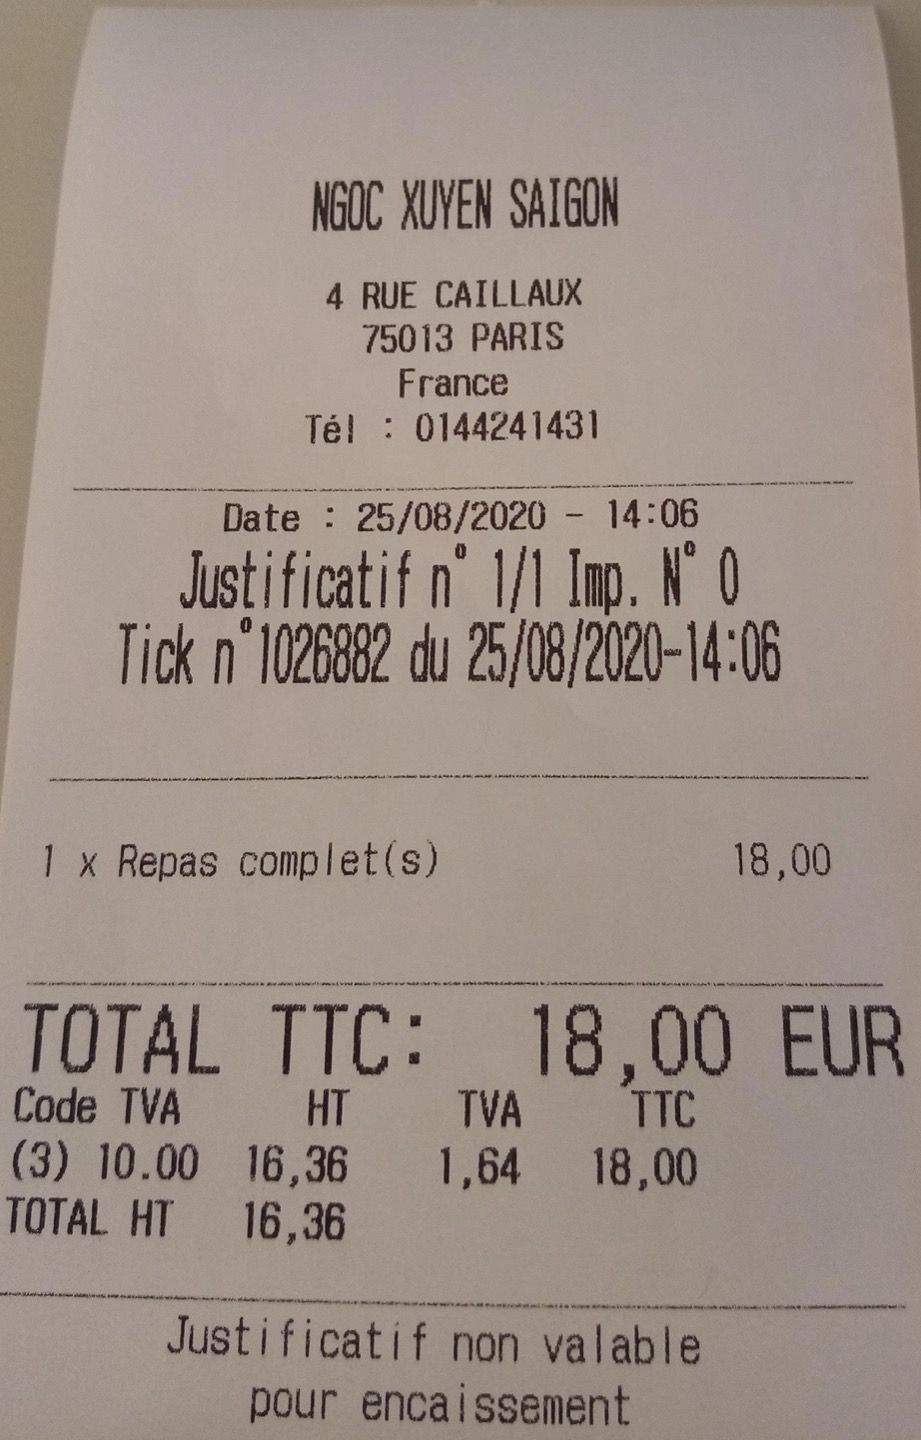 NGOC XUYEN SAIGON
4 RUE CAILLAUX
75013 PARIS
France
Tél : 0144241431
Date : 25/08/2020 - 14:06
Justificatif n° 1/1 Imp. N° 0
Tick n°1026882 du 25/08/2020-14:06
1 x Repas complet(s) 18,00
TOTAL TTC: 18,00 EUR
Code TVA HT TVA TTC
(3) 10.00 16,36 1,64 18,00
TOTAL HT 16,36
Justificatif non valable
pour encaissement